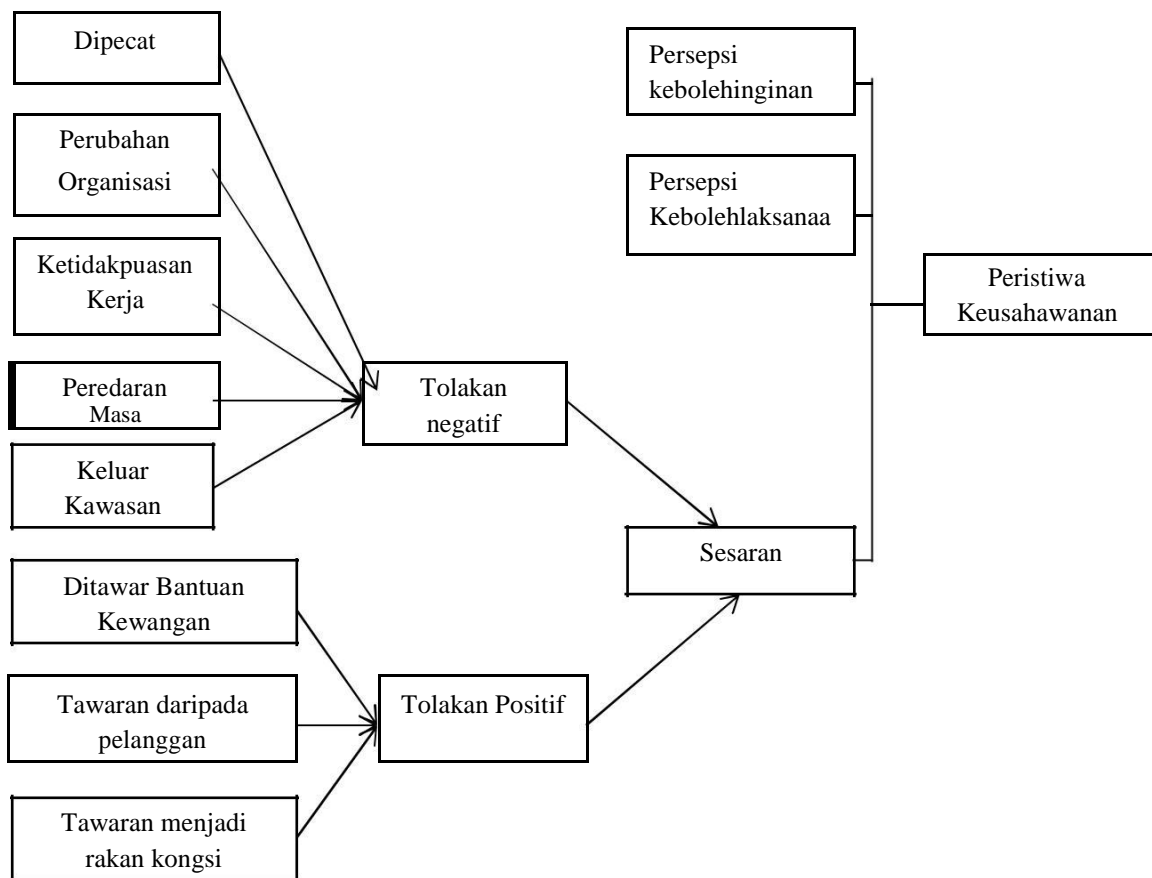 Dipecat
Perubahan
Organisasi
Ketidakpuasan
Kerja
Peredaran
Masa
Keluar
Kawasan
Ditawar Bantuan
Kewangan
Tawaran daripada
pelanggan
Tawaran menjadi
rakan kongsi
Tolakan
negatif
Tolakan Positif
Persepsi
kebolehinginan
Persepsi
Kebolehlaksanaa
Sesaran
Peristiwa
Keusahawanan